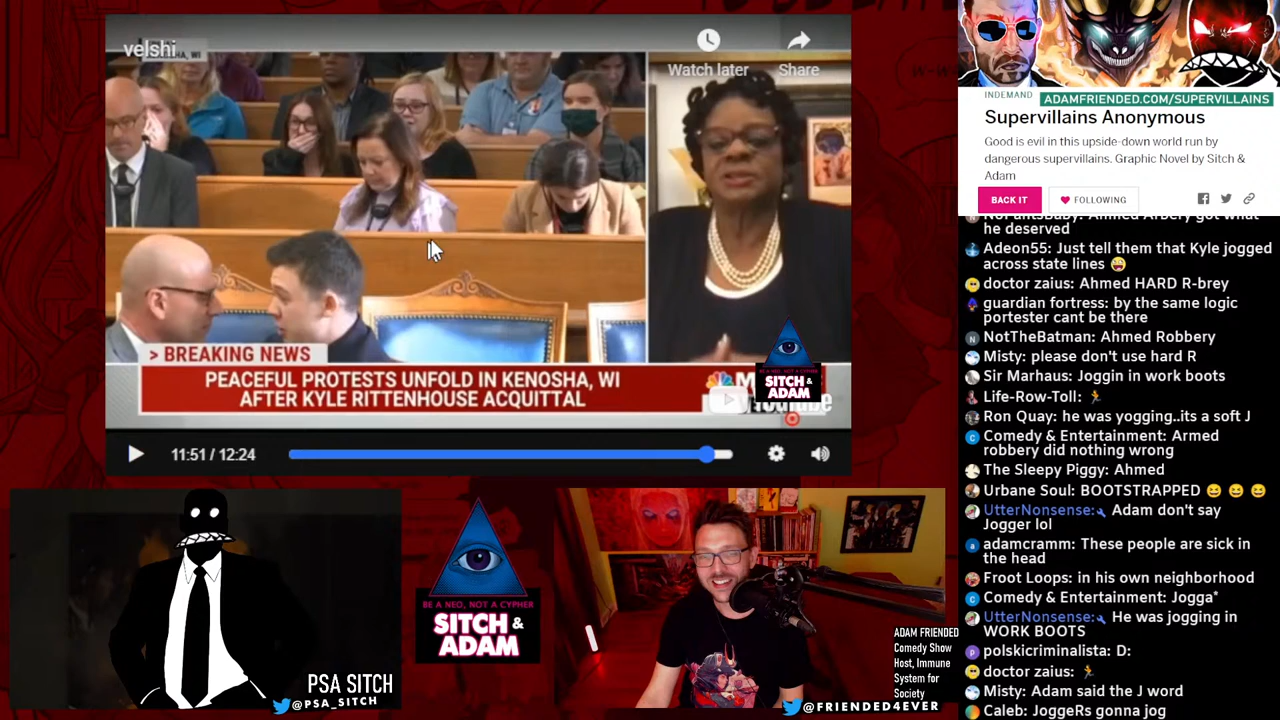 velshi
Watch later
Share
> BREAKING NEWS
PEACEFUL PROTESTS UNFOLD IN KENOSHA, WI
AFTER KYLE RITTENHOUSE ACQUITTAL
SITCH &
ADAM
11:51 / 12:24
BE A NEO, NOT A CYPHER
SITCH &
ADAM
PSA SITCH
@PSA_SITCH
ADAM FRIENDED
Comedy Show
Host, Immune
System for
Society
@FRIENDED4EVER
INDEMAND
ADAMFRIENDED.COM/SUPERVILLAINS
Supervillains Anonymous
Good is evil in this upside-down world run by
dangerous supervillains. Graphic Novel by Sitch &
Adam
BACK IT
FOLLOWING
NoPantsBaby: Ahmed Arbery got what
he deserved
Adeon55: Just tell them that Kyle jogged
across state lines 😜
doctor zaius: Ahmed HARD R-brey
guardian fortress: by the same logic
portester cant be there
NotTheBatman: Ahmed Robbery
Misty: please don't use hard R
Sir Marhaus: Joggin in work boots
Life-Row-Toll: 🏃
Ron Quay: he was yogging..its a soft J
Comedy & Entertainment: Armed
robbery did nothing wrong
The Sleepy Piggy: Ahmed
Urbane Soul: BOOTSTRAPPED 😆 😆 😆
UtterNonsense:🔧 Adam don't say
Jogger lol
adamcramm: These people are sick in
the head
Froot Loops: in his own neighborhood
Comedy & Entertainment: Jogga*
UtterNonsense:🔧 He was jogging in
WORK BOOTS
polskicriminalista: D:
doctor zaius: 🏃
Misty: Adam said the J word
Caleb: JoggeRs gonna jog